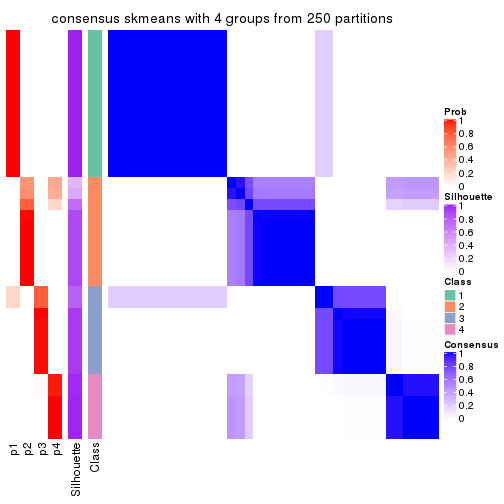 consensus skmeans with 4 groups from 250 partitions
Prob
1
0.8
0.6
0.4
0.2
0
Silhouette
1
0.8
0.6
0.4
0.2
0
Class
1
2
3
4
Consensus
1
0.8
0.6
0.4
0.2
0
p1
p2
p3
p4
Silhouette
Class